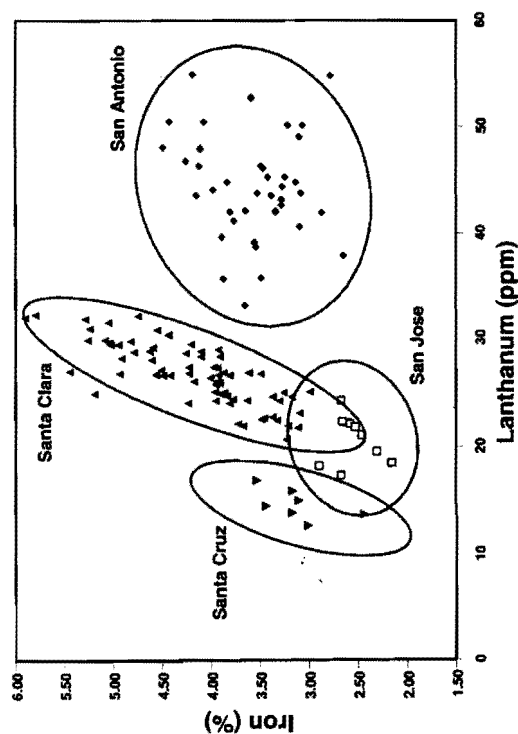 6.00
5.50
5.00
4.50
4.00
3.50
3.00
2.50
2.00
1.50
Iron (%)
Santa Clara
San Antonio
Santa Cruz
San Jose
0
10
20
30
40
50
60
Lanthanum (ppm)